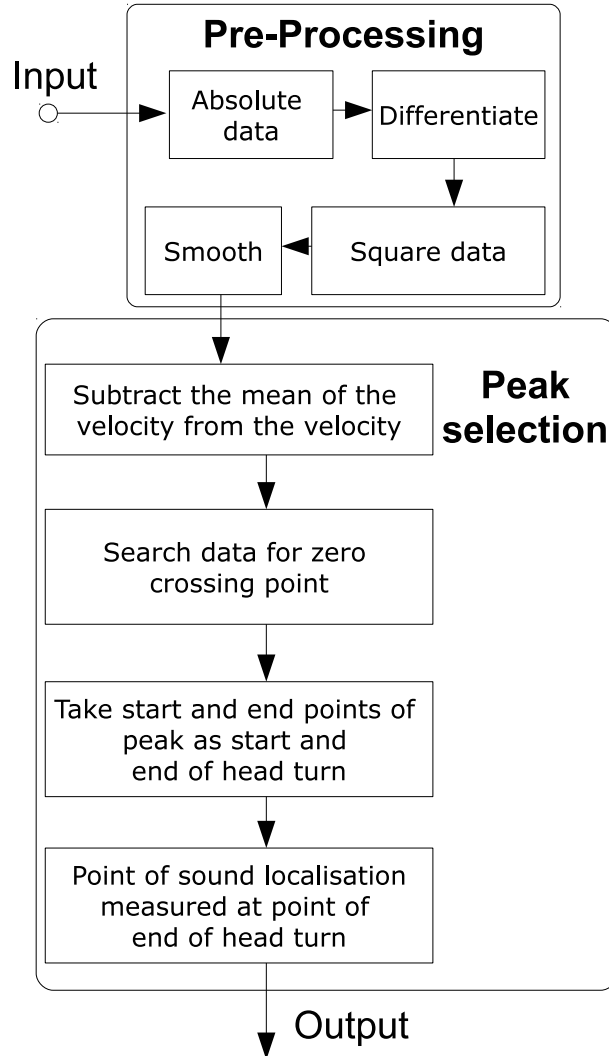 Pre-Processing
Input
Absolute
data
Differentiate
Square data
Smooth
Peak
selection
Subtract the mean of the
velocity from the velocity
Search data for zero
crossing point
Take start and end points of
peak as start and
end of head turn
Point of sound localisation
measured at point of
end of head turn
Output